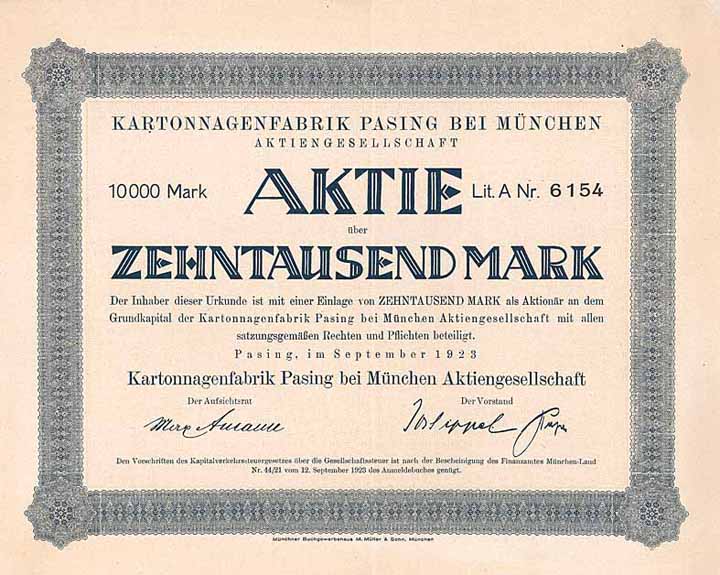 KARTONNAGENFABRIK PASING BEI MÜNCHEN
AKTIENGESELLSCHAFT
10000 Mark AKTIE Lit. A Nr. 6154
über
ZEHNTAUSEND MARK
Der Inhaber dieser Urkunde ist mit einer Einlage von ZEHNTAUSEND MARK als Aktionär an dem
Grundkapital der Kartonnagenfabrik Pasing bei München Aktiengesellschaft mit allen
satzungsgemäßen Rechten und Pflichten beteiligt.
Pasing, im September 1923
Kartonnagenfabrik Pasing bei München Aktiengesellschaft
Der Aufsichtsrat Der Vorstand
Den Vorschriften des Kapitalverkehrsteuergesetzes über die Gesellschaftssteuer ist nach der Bescheinigung des Finanzamtes München-Land
Nr. 44/21 vom 12. September 1923 des Anmeldebuches genügt.
Münchner Buchgewerbehaus M. Müller & Sohn, München